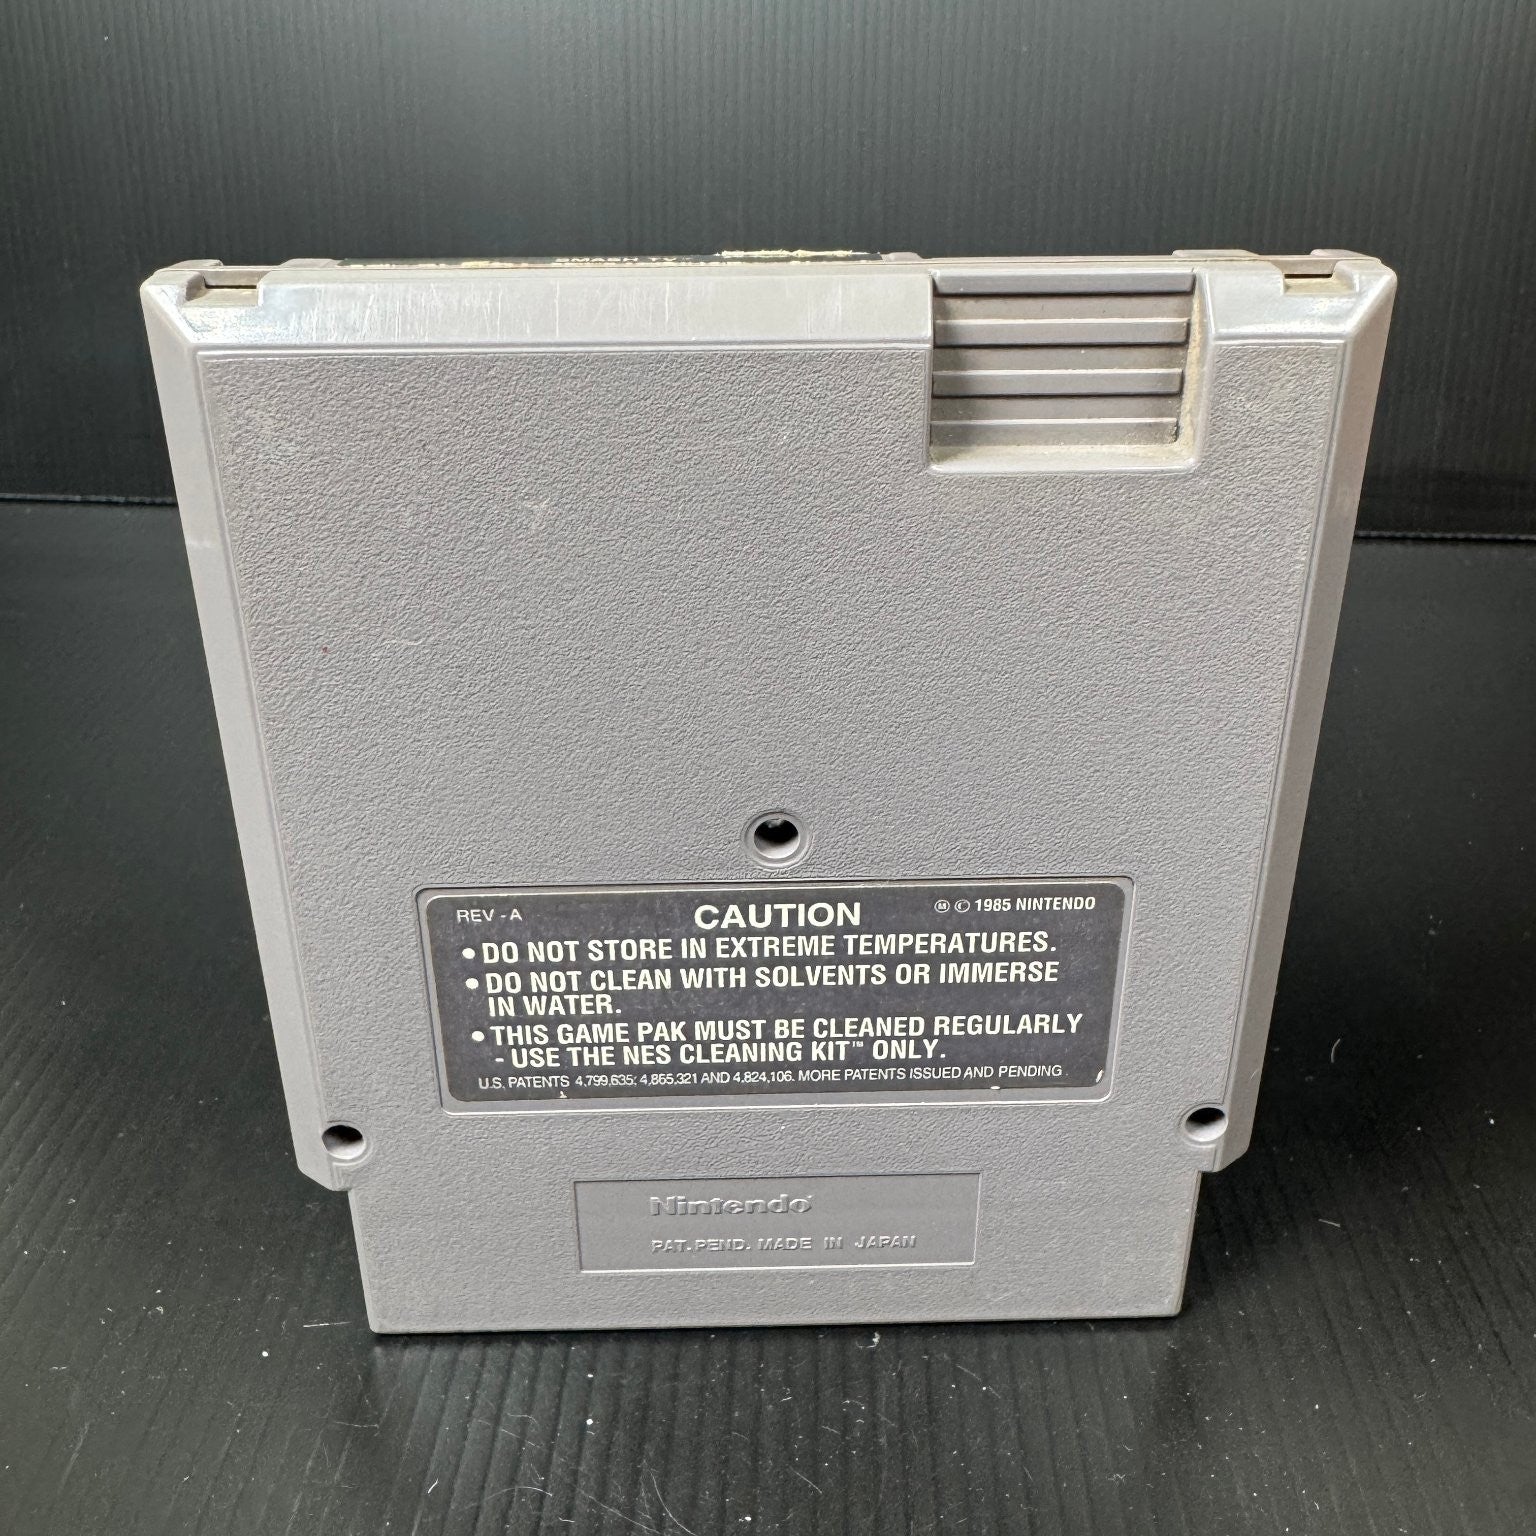 SMASH TV
REV-A
CAUTION
Ⓜ © 1985 NINTENDO
• DO NOT STORE IN EXTREME TEMPERATURES.
• DO NOT CLEAN WITH SOLVENTS OR IMMERSE
IN WATER.
• THIS GAME PAK MUST BE CLEANED REGULARLY
- USE THE NES CLEANING KIT™ ONLY.
U.S. PATENTS 4,799,635; 4,865,321 AND 4,824,106. MORE PATENTS ISSUED AND PENDING.
Nintendo®
PAT. PEND. MADE IN JAPAN